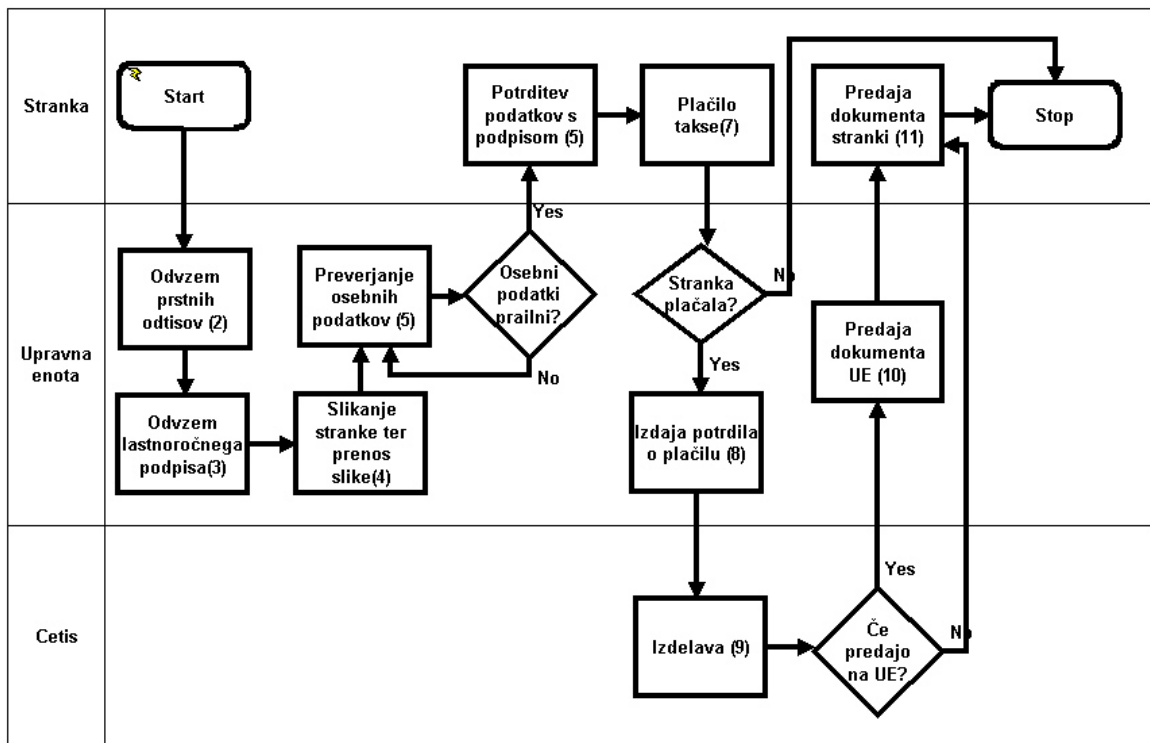 Stranka
Start
Potrditev
podatkov s
podpisom (5)
Plačilo
takse(7)
Predaja
dokumenta
stranki (11)
Stop
Upravna
enota
Odvzem
prstnih
odtisov (2)
Odvzem
lastnoročnega
podpisa(3)
Slikanje
stranke ter
prenos
slike(4)
Preverjanje
osebnih
podatkov (5)
Osebni
podatki
prailni?
Yes
No
Stranka
plačala?
No
Yes
Izdaja potrdila
o plačilu (8)
Predaja
dokumenta
UE (10)
Cetis
Izdelava (9)
Če
predajo
na UE?
Yes
No